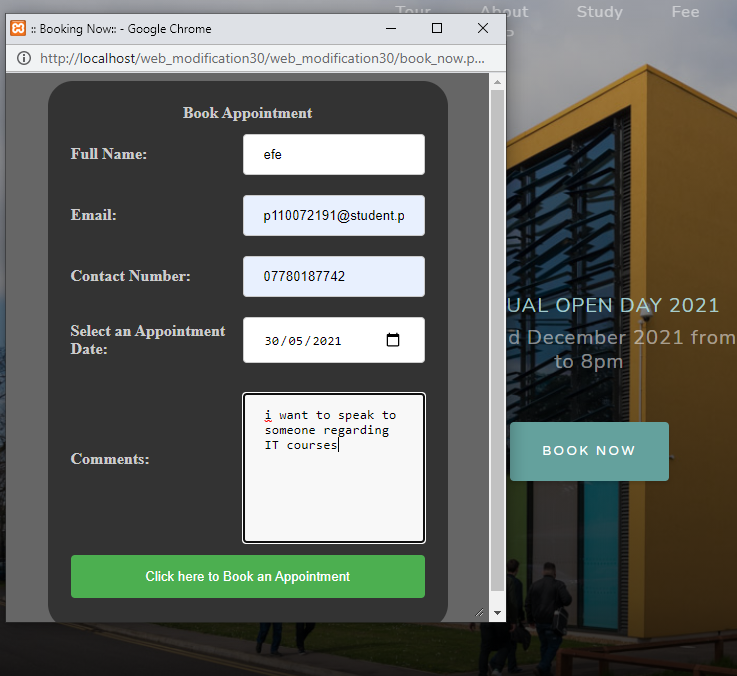 :: Booking Now:: - Google Chrome
http://localhost/web_modification30/web_modification30/book_now.p...
Book Appointment
Full Name:
efe
Email:
p110072191@student.p
Contact Number:
07780187742
Select an Appointment
Date:
30/05/2021
Comments:
i want to speak to
someone regarding
IT courses
Click here to Book an Appointment
Tour About Study Fee
UAL OPEN DAY 2021
d December 2021 from
to 8pm
BOOK NOW